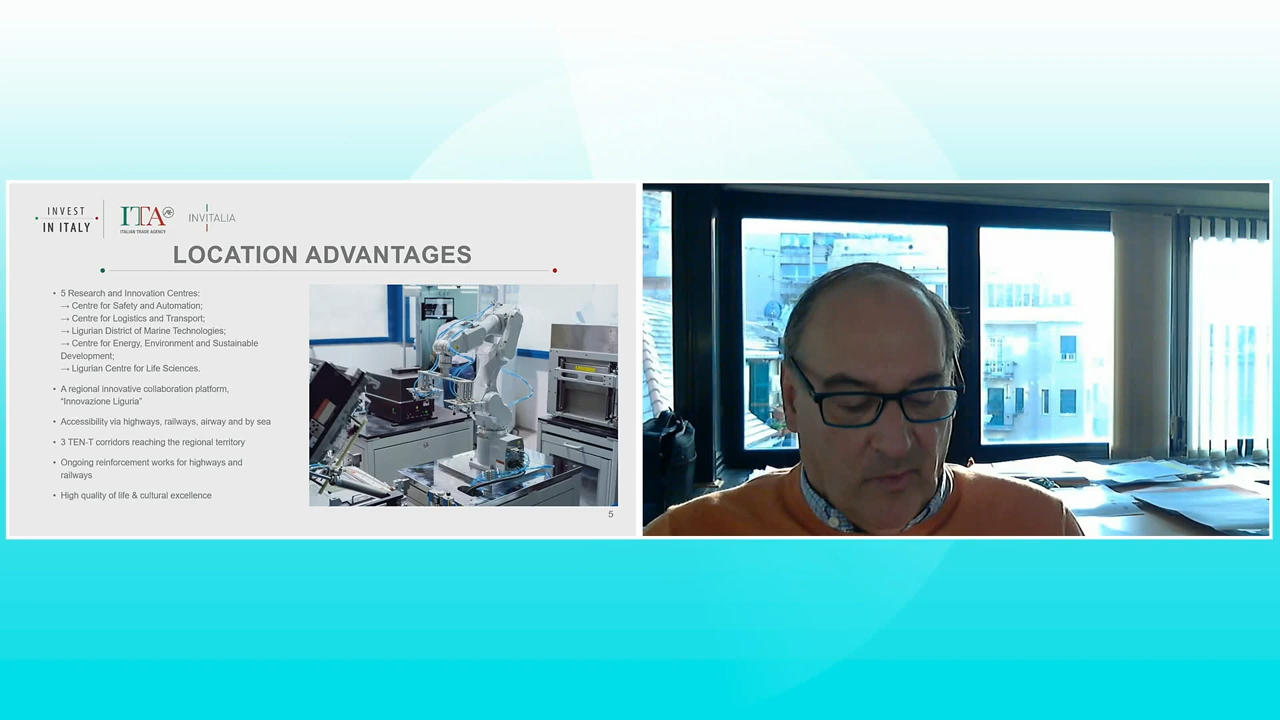 INVEST
IN ITALY
ITA
ITALIAN TRADE AGENCY
INVITALIA
LOCATION ADVANTAGES
• 5 Research and Innovation Centres:
→ Centre for Safety and Automation;
→ Centre for Logistics and Transport;
→ Ligurian District of Marine Technologies;
→ Centre for Energy, Environment and Sustainable
Development;
→ Ligurian Centre for Life Sciences.
• A regional innovative collaboration platform,
“Innovazione Liguria”
• Accessibility via highways, railways, airway and by sea
• 3 TEN-T corridors reaching the regional territory
• Ongoing reinforcement works for highways and
railways
• High quality of life & cultural excellence
5